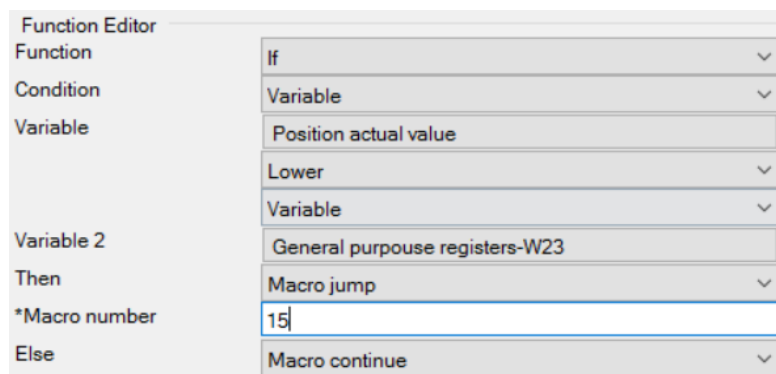 Function Editor
Function If
Condition Variable
Variable Position actual value
Lower
Variable
Variable 2 General purpouse registers-W23
Then Macro jump
*Macro number 15
Else Macro continue